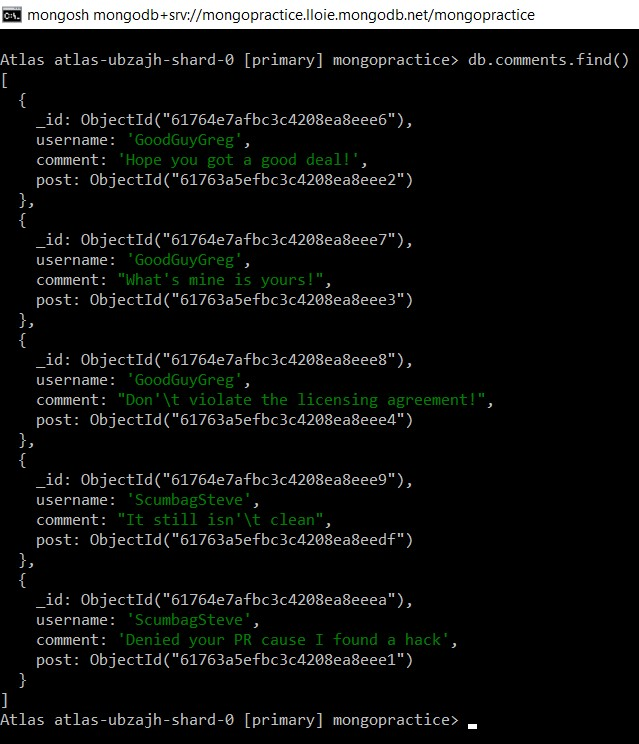 mongosh mongodb+srv://mongopractice.lloie.mongodb.net/mongopractice
Atlas atlas-ubzajh-shard-0 [primary] mongopractice> db.comments.find()
[
  {
    _id: ObjectId("61764e7afbc3c4208ea8eee6"),
    username: 'GoodGuyGreg',
    comment: 'Hope you got a good deal!',
    post: ObjectId("61763a5efbc3c4208ea8eee2")
  },
  {
    _id: ObjectId("61764e7afbc3c4208ea8eee7"),
    username: 'GoodGuyGreg',
    comment: "What's mine is yours!",
    post: ObjectId("61763a5efbc3c4208ea8eee3")
  },
  {
    _id: ObjectId("61764e7afbc3c4208ea8eee8"),
    username: 'GoodGuyGreg',
    comment: "Don'\t violate the licensing agreement!",
    post: ObjectId("61763a5efbc3c4208ea8eee4")
  },
  {
    _id: ObjectId("61764e7afbc3c4208ea8eee9"),
    username: 'ScumbagSteve',
    comment: "It still isn'\t clean",
    post: ObjectId("61763a5efbc3c4208ea8eedf")
  },
  {
    _id: ObjectId("61764e7afbc3c4208ea8eeea"),
    username: 'ScumbagSteve',
    comment: 'Denied your PR cause I found a hack',
    post: ObjectId("61763a5efbc3c4208ea8eee1")
  }
]
Atlas atlas-ubzajh-shard-0 [primary] mongopractice>